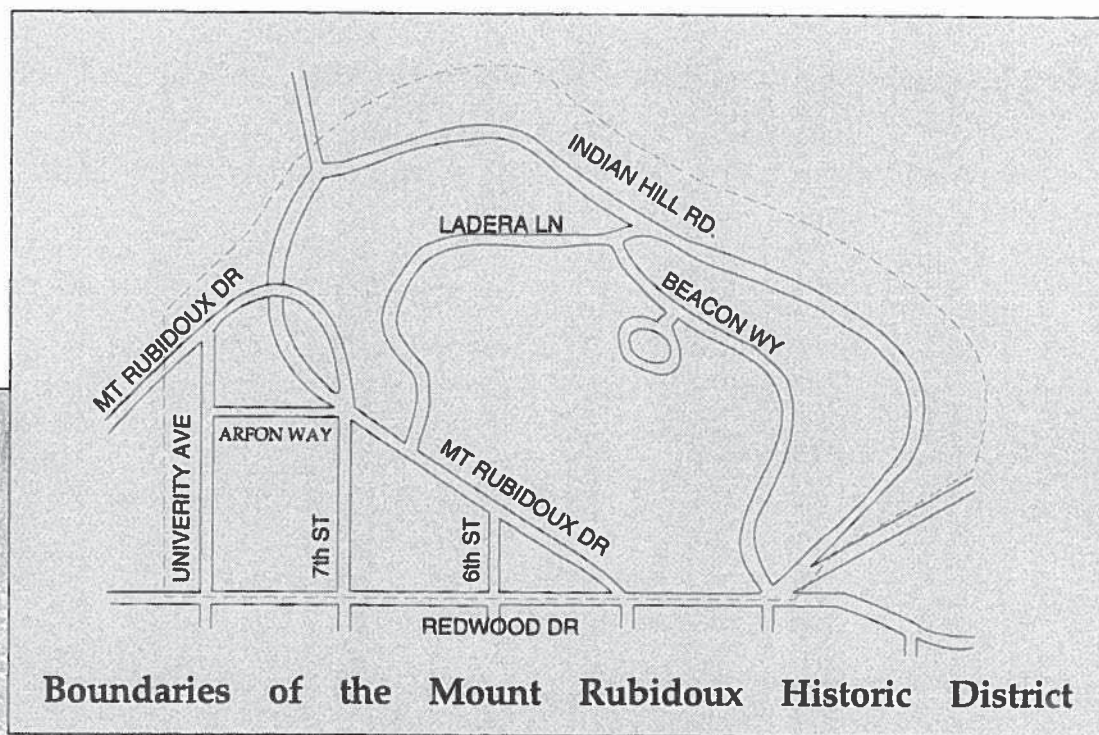 INDIAN HILL RD.
LADERA LN
BEACON WY
MT RUBIDOUX DR
ARFON WAY
UNIVERITY AVE
7th ST
6th ST
MT RUBIDOUX DR
REDWOOD DR
Boundaries of the Mount Rubidoux Historic District